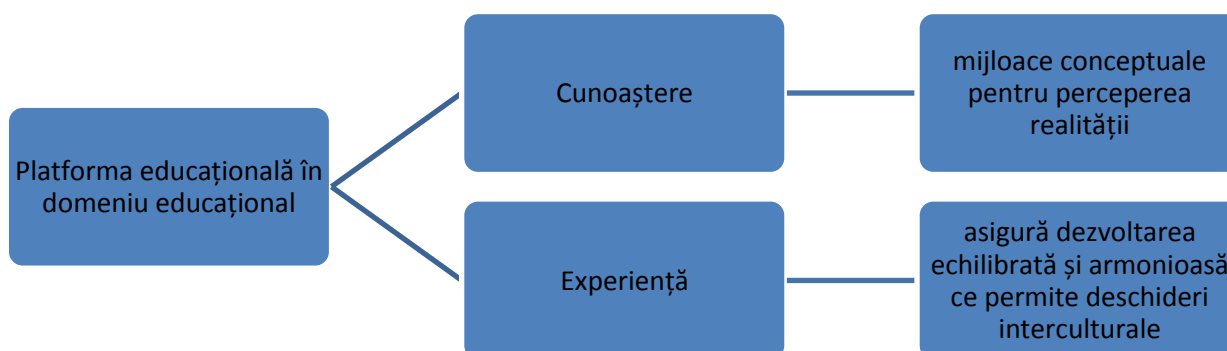 Platforma educațională în
domeniu educațional
Cunoaștere
mijloace conceptuale
pentru perceperea
realității
Experiență
asigură dezvoltarea
echilibrată și armonioasă
ce permite deschideri
interculturale